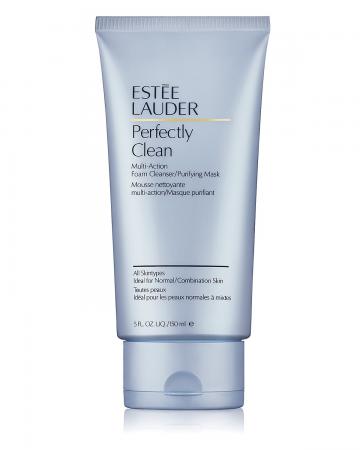 ESTĒE
LAUDER
Perfectly
Clean
Multi-Action
Foam Cleanser/Purifying Mask
Mousse nettoyante
multi-action/Masque purifiant
All Skintypes
Ideal for Normal/Combination Skin
Toutes peaux
Idéal pour les peaux normales à mixtes
5 FL.OZ.LIQ./150 ml ℮